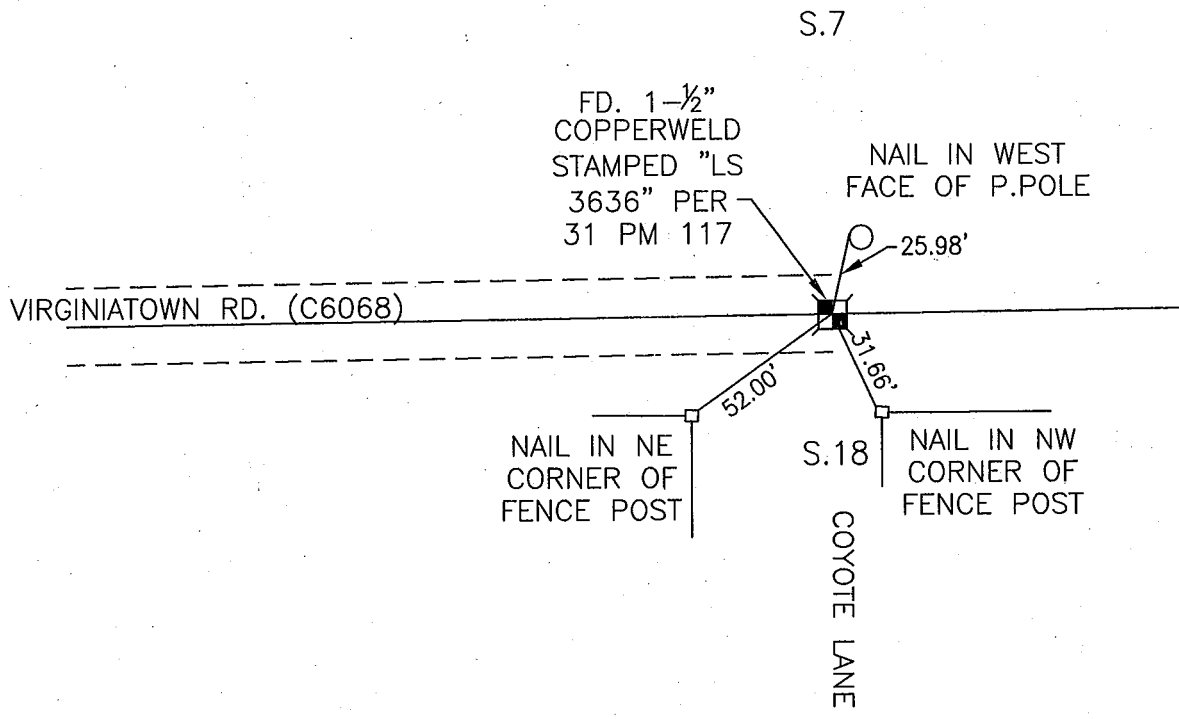 S.7
FD. 1-½"
COPPERWELD
STAMPED "LS
3636" PER
31 PM 117
NAIL IN WEST
FACE OF P.POLE
25.98'
VIRGINIATOWN RD. (C6068)
52.00'
31.66'
NAIL IN NE
CORNER OF
FENCE POST
S.18
NAIL IN NW
CORNER OF
FENCE POST
COYOTE LANE